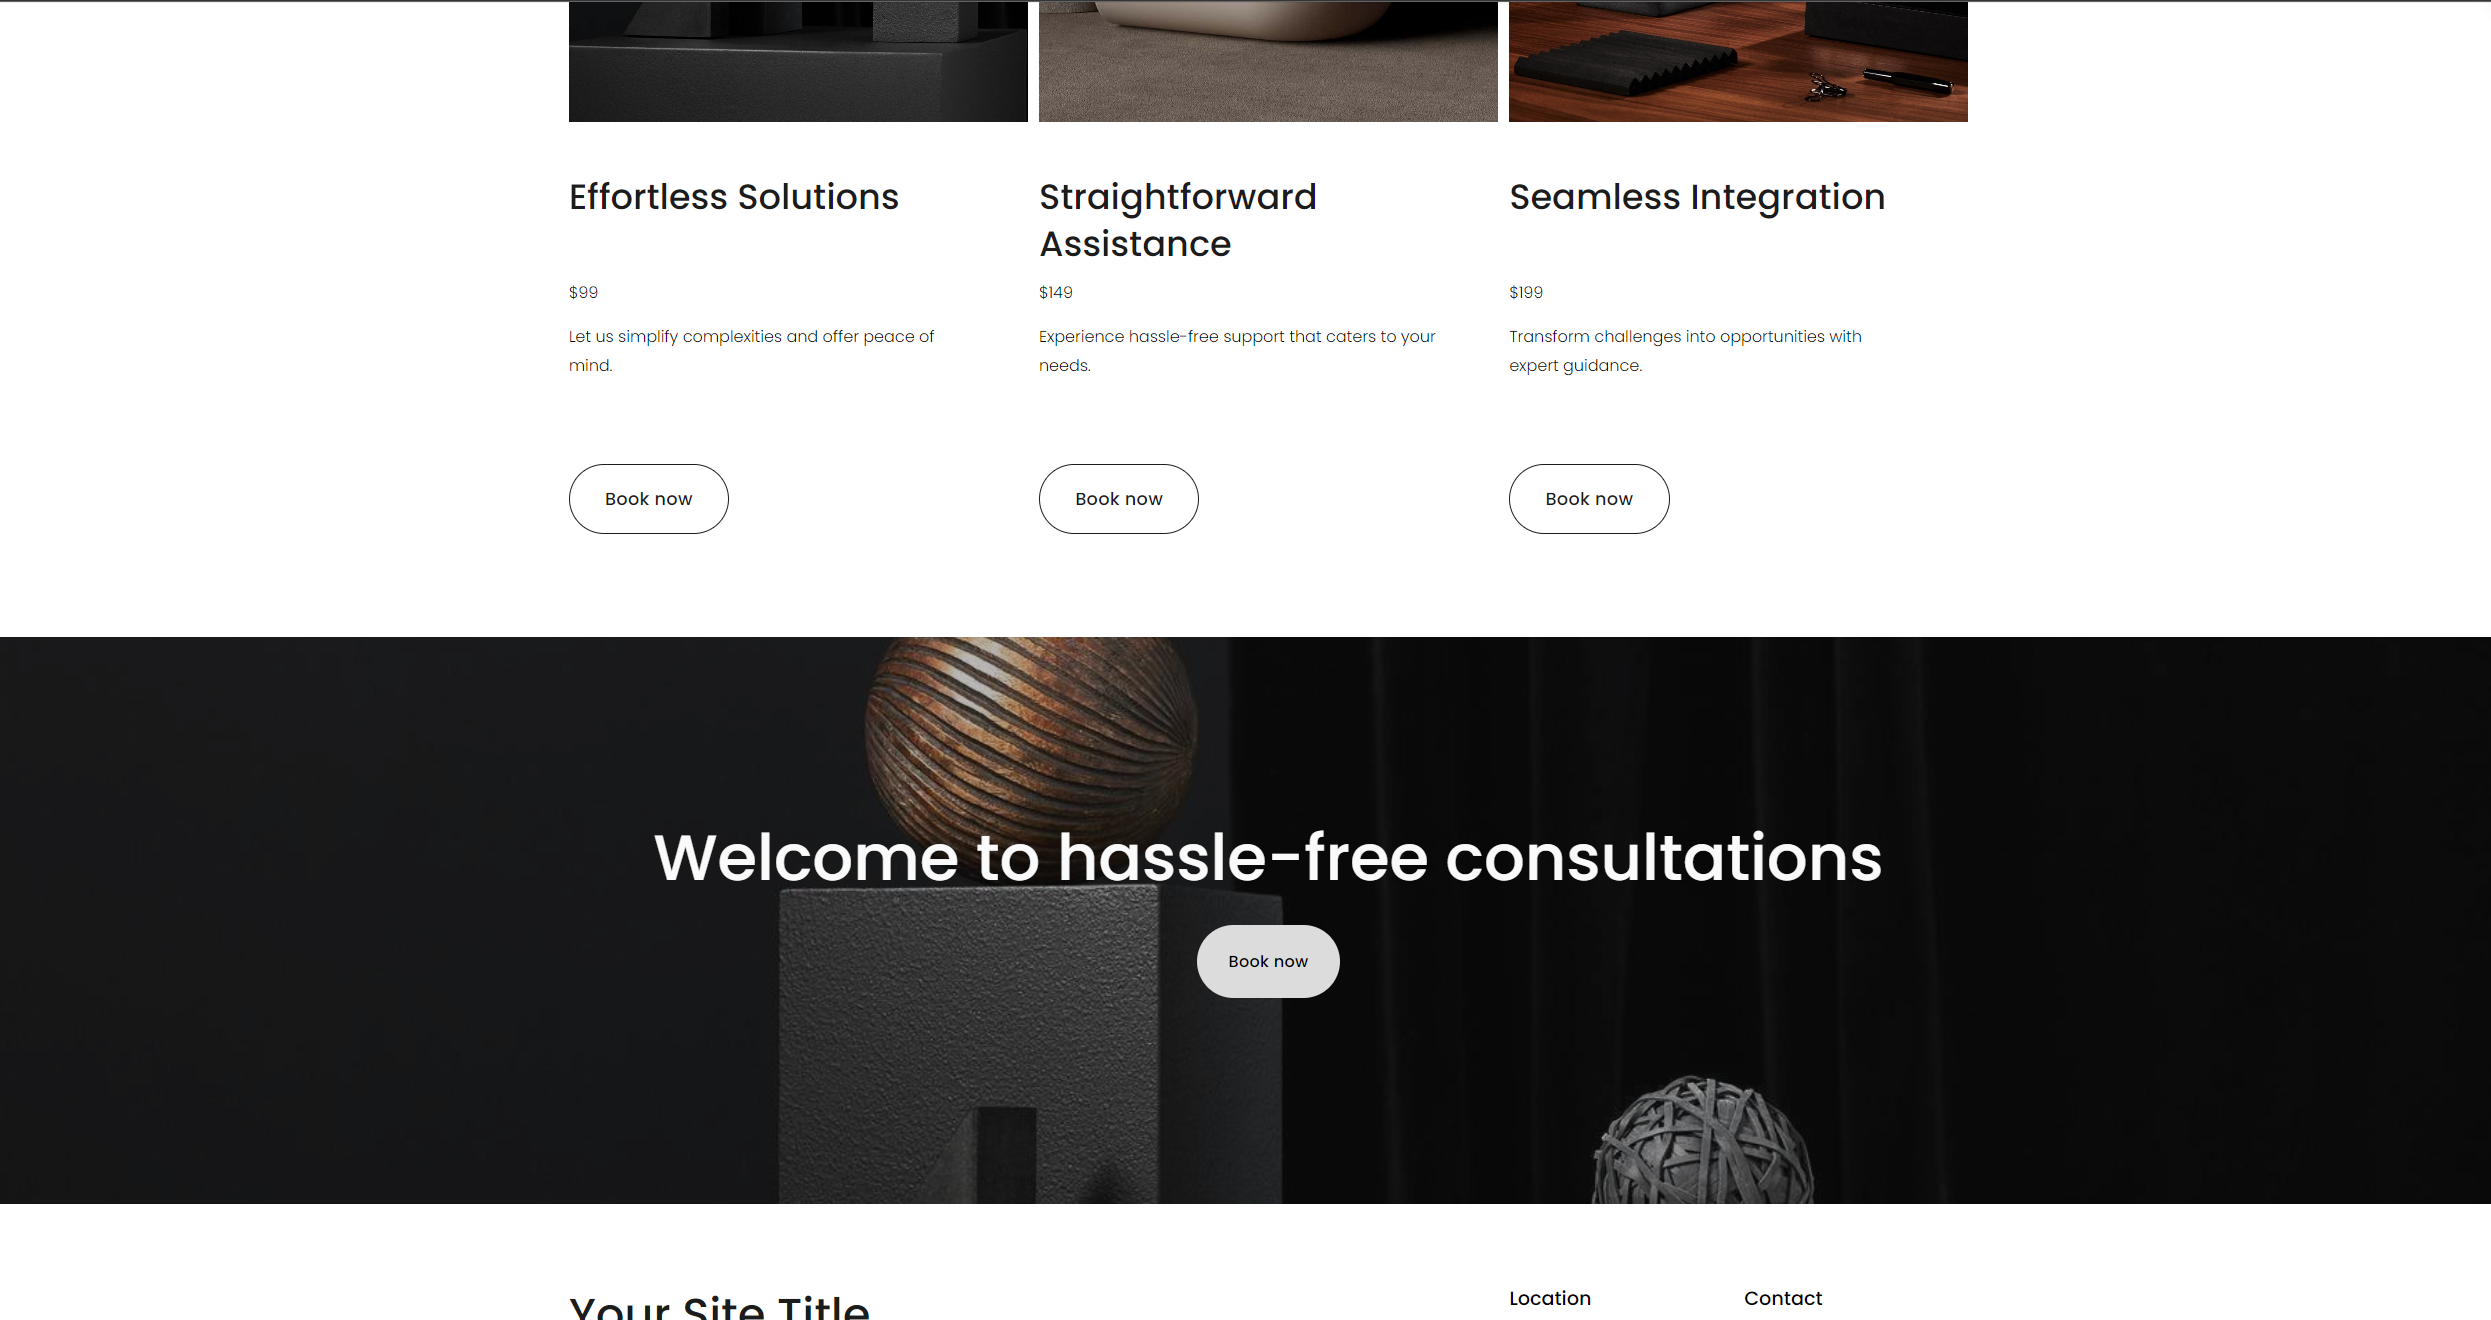 Effortless Solutions
$99
Let us simplify complexities and offer peace of
mind.
Book now
Straightforward
Assistance
$149
Experience hassle-free support that caters to your
needs.
Book now
Seamless Integration
$199
Transform challenges into opportunities with
expert guidance.
Book now
Welcome to hassle-free consultations
Book now
Your Site Title
Location
Contact